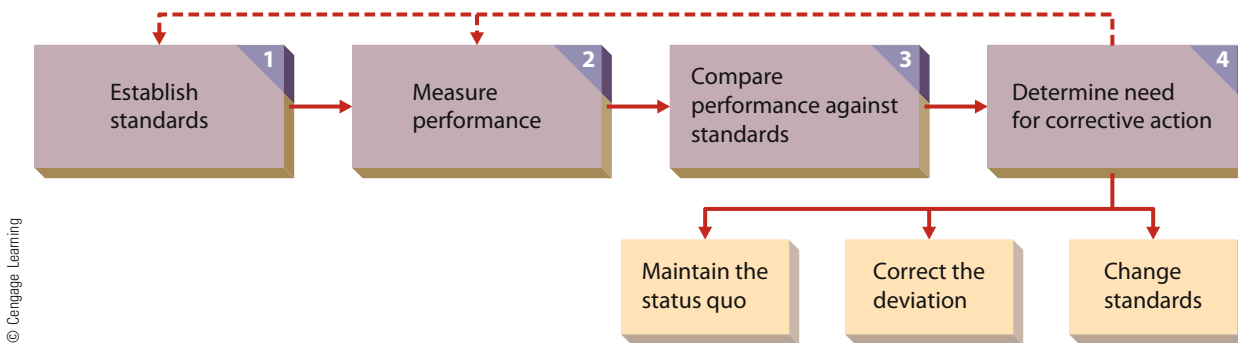 1
Establish
standards
2
Measure
performance
3
Compare
performance against
standards
4
Determine need
for corrective action
Maintain the
status quo
Correct the
deviation
Change
standards
© Cengage Learning